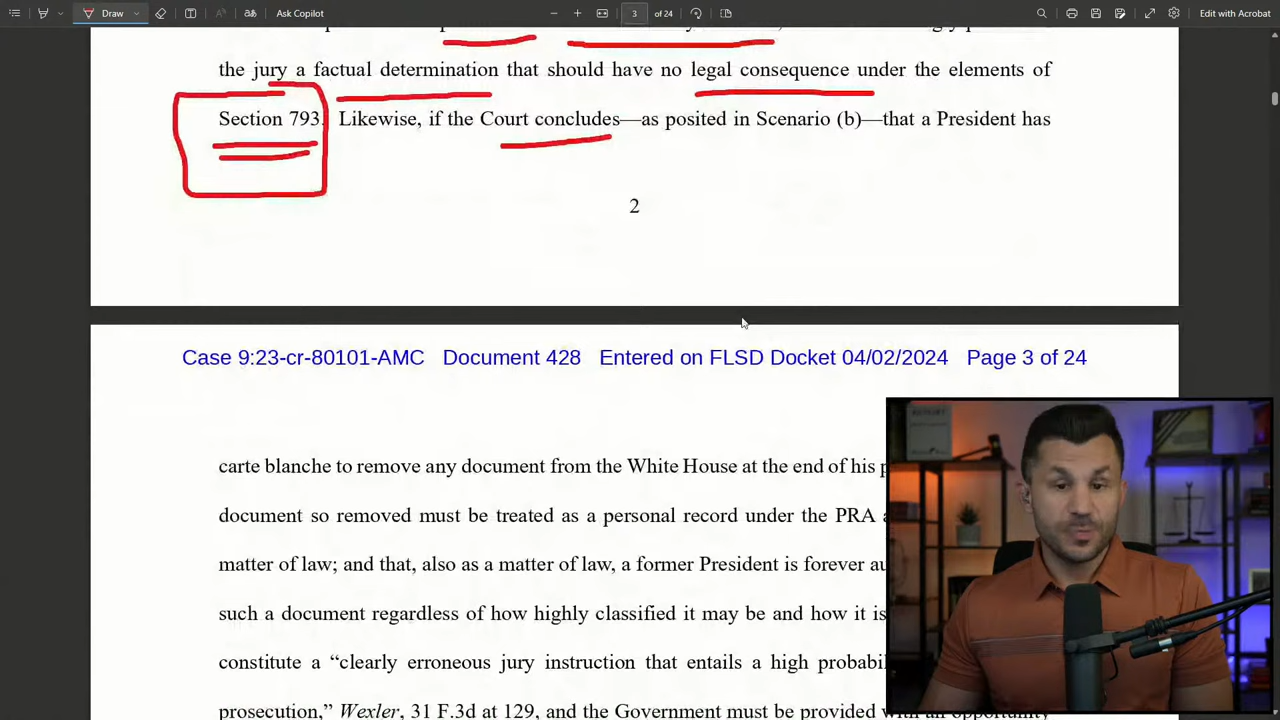 Draw
Ask Copilot
3
of 24
Edit with Acrobat
the jury a factual determination that should have no legal consequence under the elements of
Section 793. Likewise, if the Court concludes—as posited in Scenario (b)—that a President has
2
Case 9:23-cr-80101-AMC Document 428 Entered on FLSD Docket 04/02/2024 Page 3 of 24
carte blanche to remove any document from the White House at the end of his
document so removed must be treated as a personal record under the PRA
matter of law; and that, also as a matter of law, a former President is forever
such a document regardless of how highly classified it may be and how it is
constitute a “clearly erroneous jury instruction that entails a high
prosecution,” Wexler, 31 F.3d at 129, and the Government must be provided with an opportunity